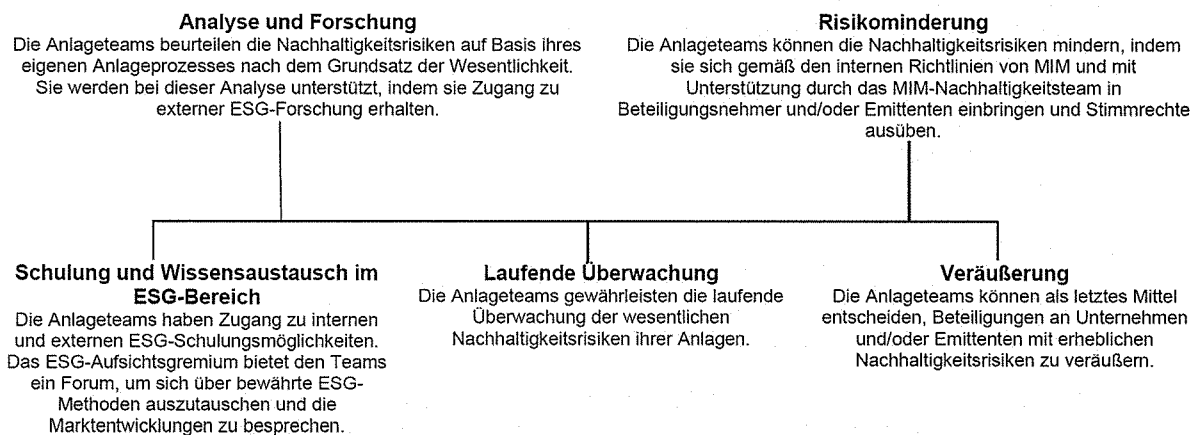 Analyse und Forschung
Die Anlageteams beurteilen die Nachhaltigkeitsrisiken auf Basis ihres
eigenen Anlageprozesses nach dem Grundsatz der Wesentlichkeit.
Sie werden bei dieser Analyse unterstützt, indem sie Zugang zu
externer ESG-Forschung erhalten.
Risikominderung
Die Anlageteams können die Nachhaltigkeitsrisiken mindern, indem
sie sich gemäß den internen Richtlinien von MIM und mit
Unterstützung durch das MIM-Nachhaltigkeitsteam in
Beteiligungsnehmer und/oder Emittenten einbringen und Stimmrechte
ausüben.
Schulung und Wissensaustausch im
ESG-Bereich
Die Anlageteams haben Zugang zu internen
und externen ESG-Schulungsmöglichkeiten.
Das ESG-Aufsichtsgremium bietet den Teams
ein Forum, um sich über bewährte ESG-
Methoden auszutauschen und die
Marktentwicklungen zu besprechen.
Laufende Überwachung
Die Anlageteams gewährleisten die laufende
Überwachung der wesentlichen
Nachhaltigkeitsrisiken ihrer Anlagen.
Veräußerung
Die Anlageteams können als letztes Mittel
entscheiden, Beteiligungen an Unternehmen
und/oder Emittenten mit erheblichen
Nachhaltigkeitsrisiken zu veräußern.